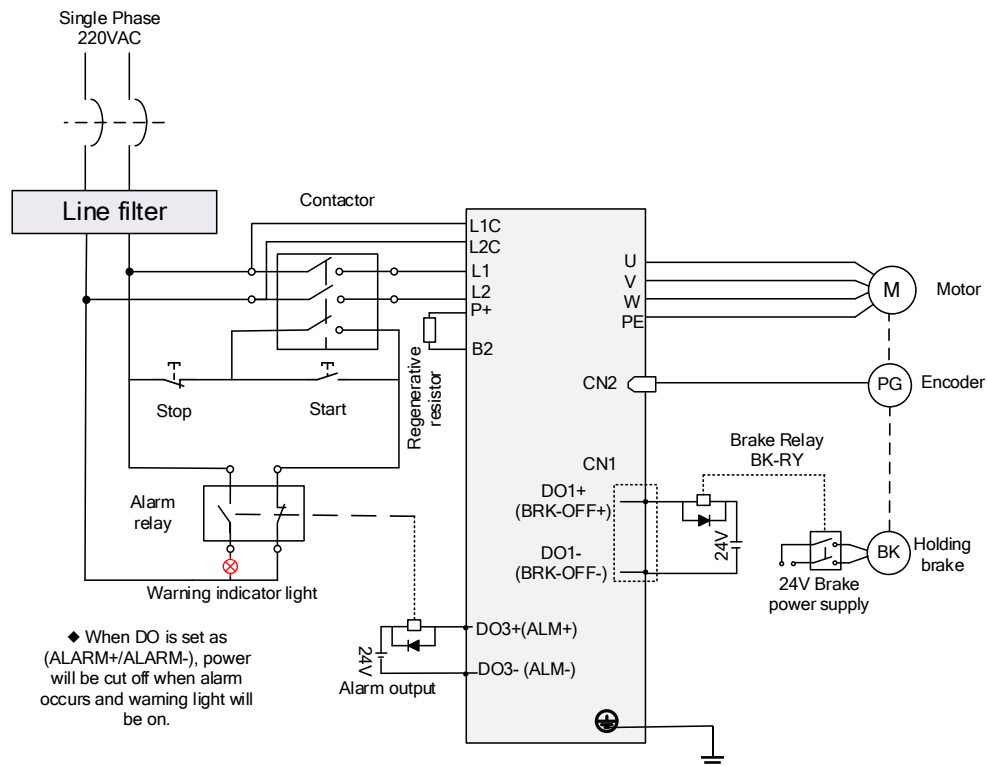 Single Phase
220VAC
Line filter
Contactor
L1C
L2C
L1
L2
P+
B2
Regenerative
resistor
Stop
Start
U
V
W
PE
M
Motor
CN2
PG
Encoder
CN1
Brake Relay
BK-RY
DO1+
(BRK-OFF+)
DO1-
(BRK-OFF-)
24V
BK
Holding
brake
24V Brake
power supply
Alarm
relay
Warning indicator light
◆ When DO is set as
(ALARM+/ALARM-), power
will be cut off when alarm
occurs and warning light will
be on.
24V
Alarm output
DO3+(ALM+)
DO3- (ALM-)